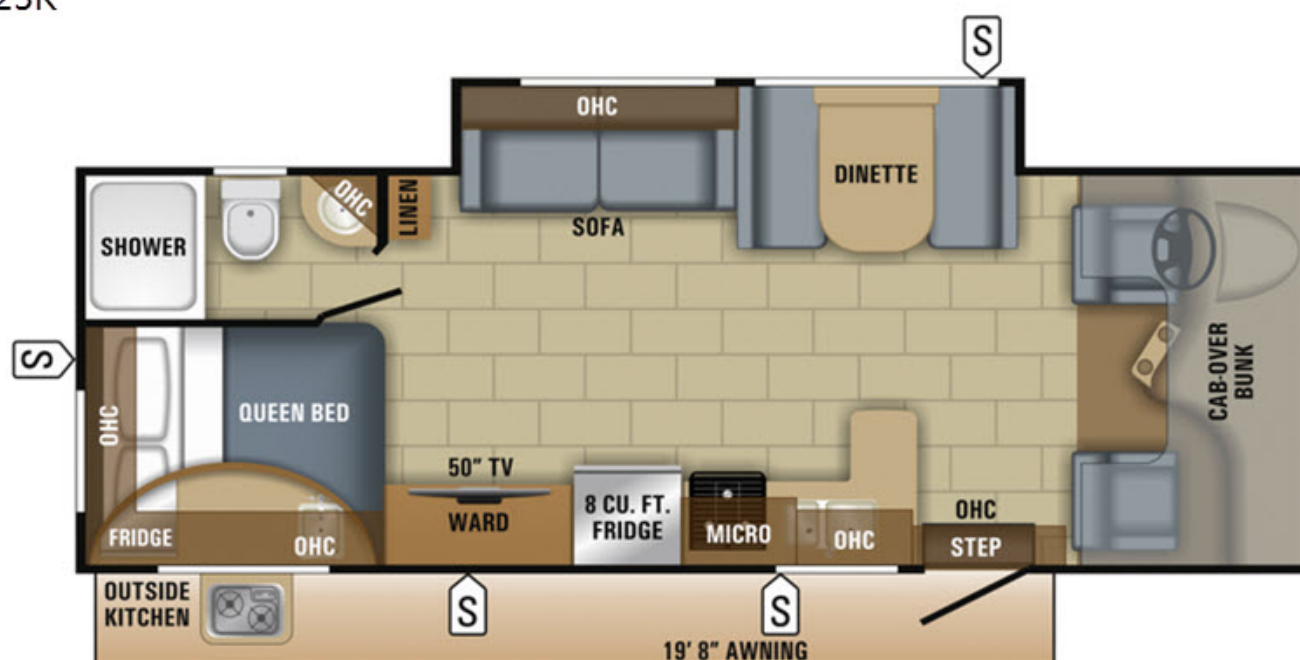 S
OHC
DINETTE
SOFA
OHC
LINEN
SHOWER
S
CAB-OVER
BUNK
OHC
QUEEN BED
50" TV
WARD
8 CU. FT.
FRIDGE
MICRO
OHC
OHC
STEP
FRIDGE
OHC
OUTSIDE
KITCHEN
S
S
19' 8" AWNING